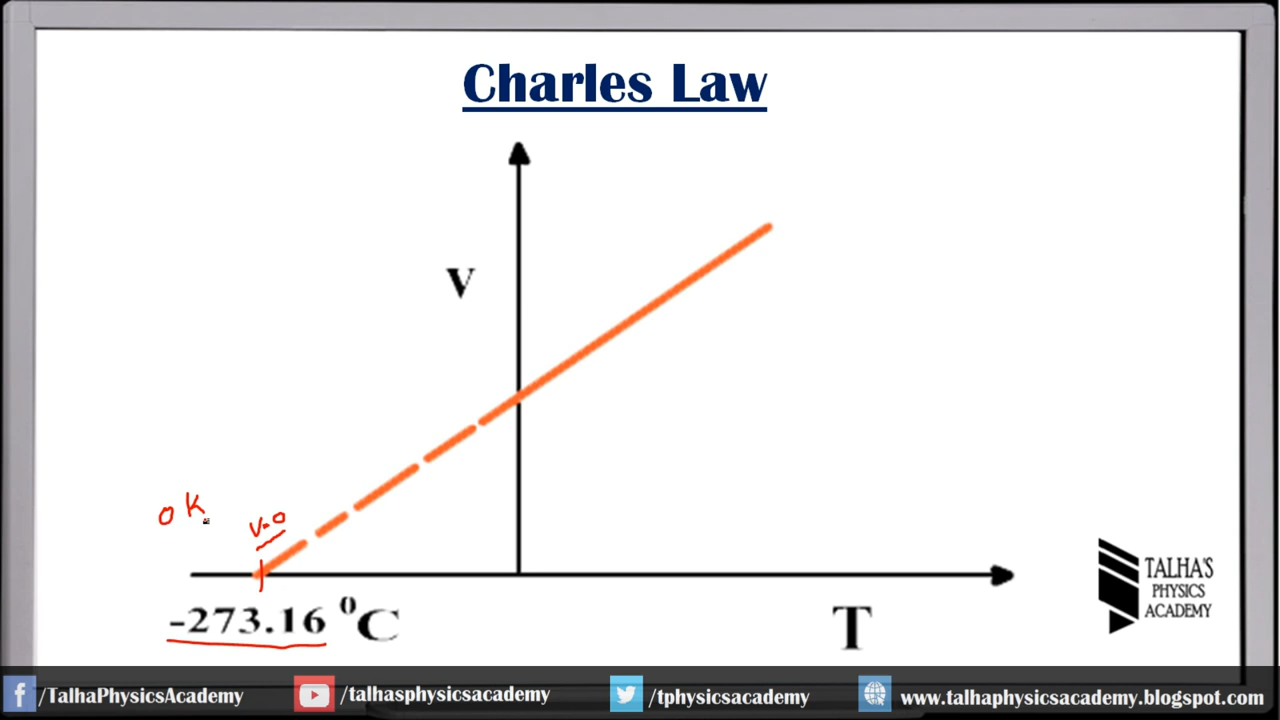 Charles Law
V
0 K
V=0
-273.16 ⁰C
T
TALHA'S
PHYSICS
ACADEMY
/TalhaPhysicsAcademy
/talhasphysicsacademy
/tphysicsacademy
www.talhaphysicsacademy.blogspot.com